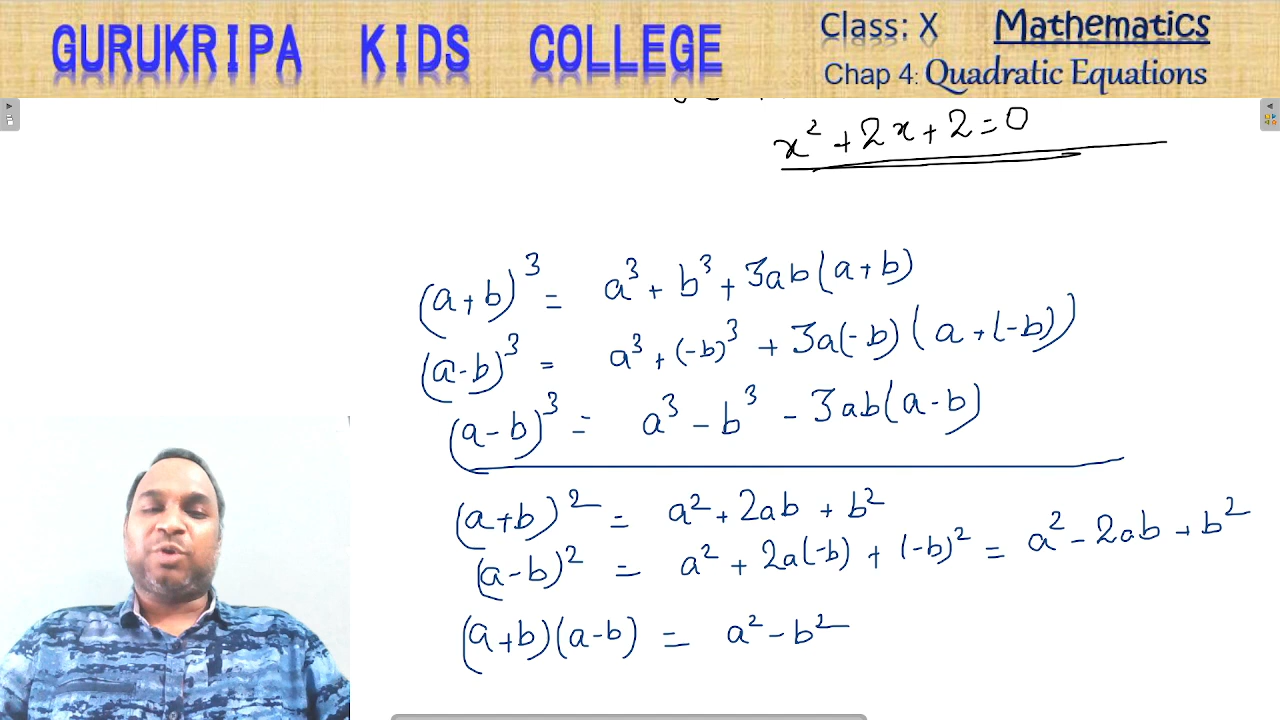 GURUKRIPA KIDS COLLEGE
Class: X Mathematics
Chap 4: Quadratic Equations
x² + 2x + 2 = 0
(a+b)³ = a³ + b³ + 3ab(a+b)
(a-b)³ = a³ + (-b)³ + 3a(-b)(a+(-b))
(a-b)³ = a³ - b³ - 3ab(a-b)
(a+b)² = a² + 2ab + b²
(a-b)² = a² + 2a(-b) + (-b)² = a² - 2ab + b²
(a+b)(a-b) = a² - b²